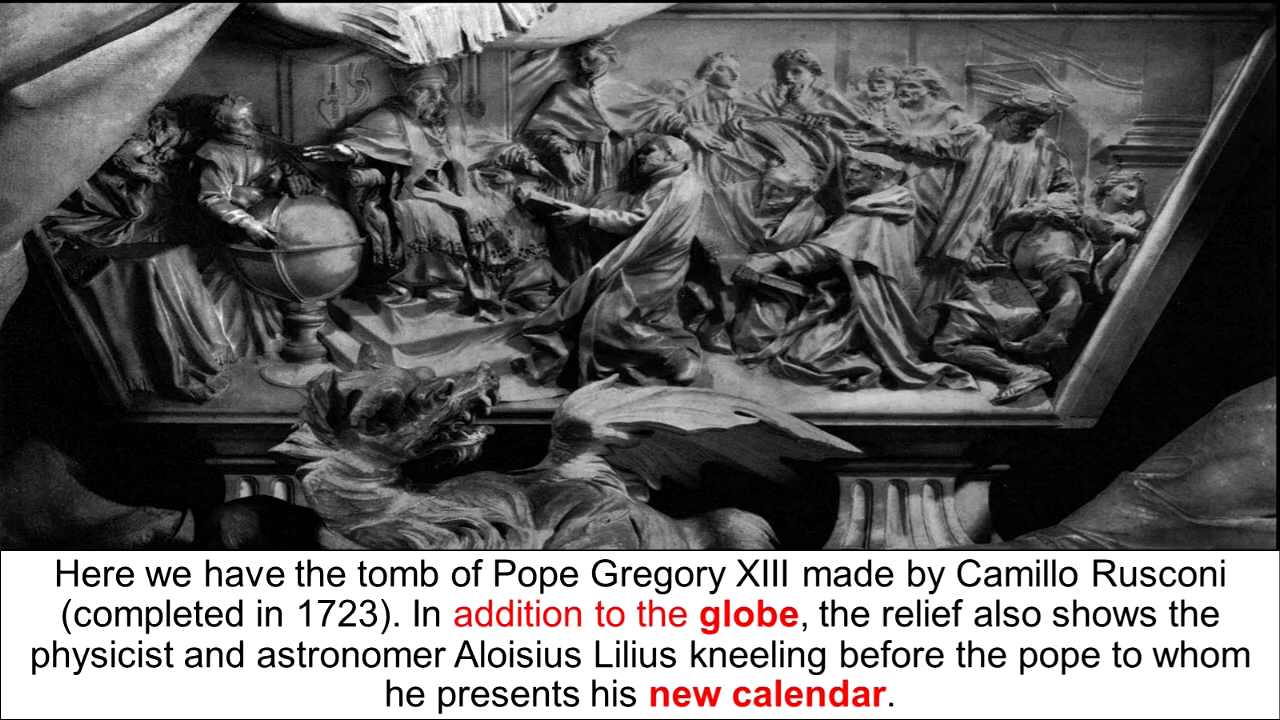 Here we have the tomb of Pope Gregory XIII made by Camillo Rusconi
(completed in 1723). In addition to the globe, the relief also shows the
physicist and astronomer Aloisius Lilius kneeling before the pope to whom
he presents his new calendar.